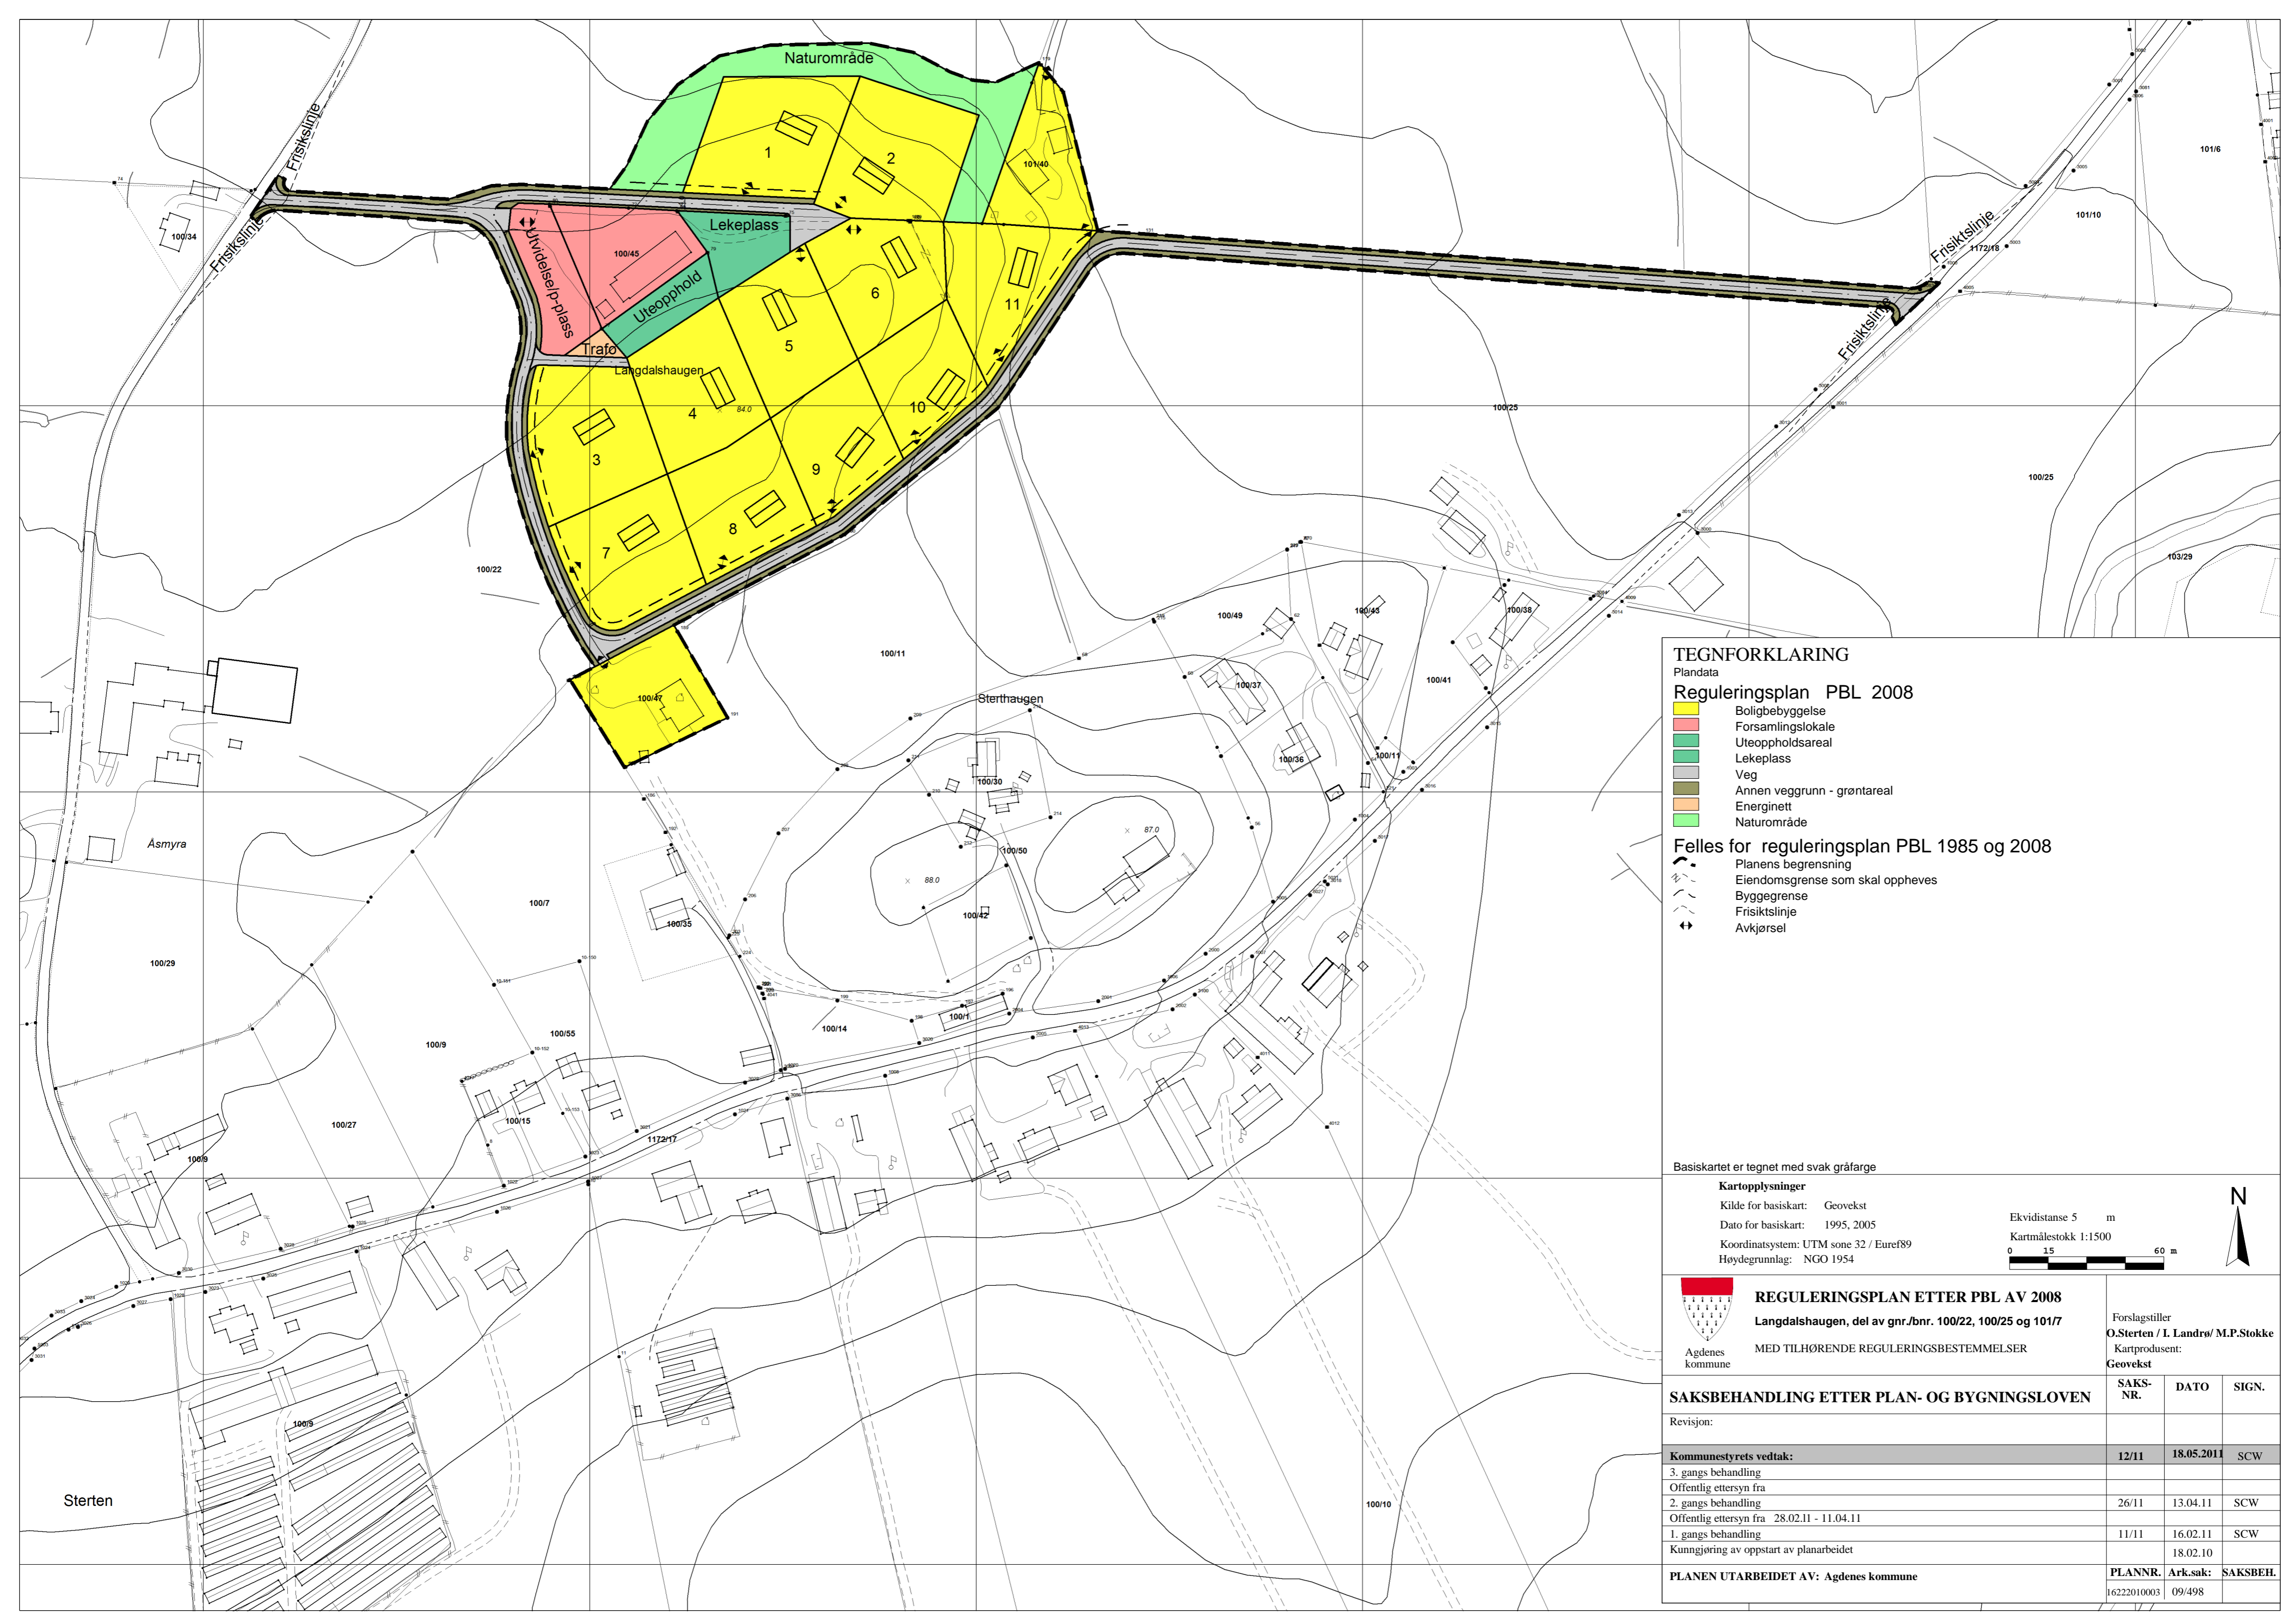 Naturområde
Frisikslinje
Frisikslinje
1
2
101/40
101/6
101/10
100/34
Lekeplass
Utvidelse/p-plass
100/45
Uteopphold
Trafo
Langdalshaugen
6
11
5
4
84.0
10
3
9
8
7
Frisiktslinje
1172/18
Frisiktslinje
100/25
100/25
103/29
100/22
100/47
100/11
Sterthaugen
100/49
100/43
100/38
100/37
100/41
100/36
100/11
100/30
87.0
100/50
88.0
100/42
Åsmyra
100/7
100/35
100/29
100/9
100/55
100/14
100/1
100/15
100/27
1172/17
100/9
100/9
Sterten
100/10
TEGNFORKLARING
Plandata
Reguleringsplan PBL 2008
Boligbebyggelse
Forsamlingslokale
Uteoppholdsareal
Lekeplass
Veg
Annen veggrunn - grøntareal
Energinett
Naturområde
Felles for reguleringsplan PBL 1985 og 2008
Planens begrensning
Eiendomsgrense som skal oppheves
Byggegrense
Frisiktslinje
Avkjørsel
Basiskartet er tegnet med svak gråfarge
Kartopplysninger
Kilde for basiskart: Geovekst
Dato for basiskart: 1995, 2005
Koordinatsystem: UTM sone 32 / Euref89
Høydegrunnlag: NGO 1954
Ekvidistanse 5 m
Kartmålestokk 1:1500
0 15 60 m
N
Agdenes
kommune
REGULERINGSPLAN ETTER PBL AV 2008
Langdalshaugen, del av gnr./bnr. 100/22, 100/25 og 101/7
MED TILHØRENDE REGULERINGSBESTEMMELSER
Forslagstiller
O.Sterten / I. Landrø/ M.P.Stokke
Kartprodusent:
Geovekst
SAKSBEHANDLING ETTER PLAN- OG BYGNINGSLOVEN
SAKS-
NR.
DATO
SIGN.
Revisjon:
Kommunestyrets vedtak: 12/11 18.05.2011 SCW
3. gangs behandling
Offentlig ettersyn fra
2. gangs behandling 26/11 13.04.11 SCW
Offentlig ettersyn fra 28.02.11 - 11.04.11
1. gangs behandling 11/11 16.02.11 SCW
Kunngjøring av oppstart av planarbeidet 18.02.10
PLANEN UTARBEIDET AV: Agdenes kommune
PLANNR. Ark.sak: SAKSBEH.
16222010003 09/498